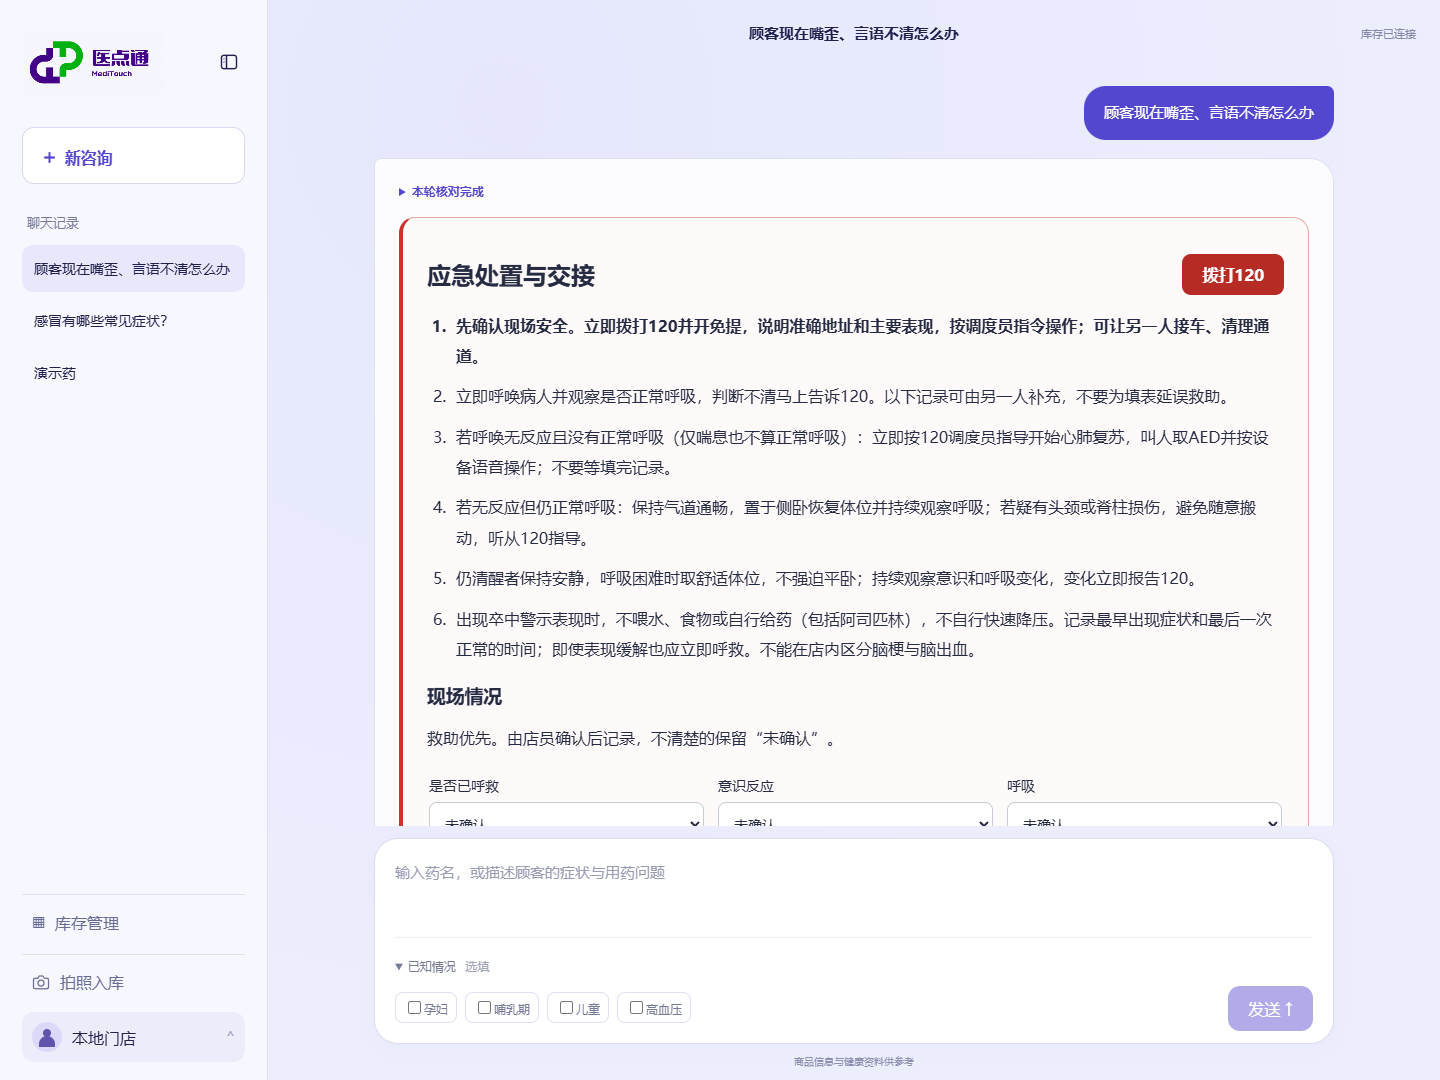 医点通
MediTouch
+ 新咨询
聊天记录
顾客现在嘴歪、言语不清怎么办
感冒有哪些常见症状？
演示药
库存管理
拍照入库
本地门店
顾客现在嘴歪、言语不清怎么办
库存已连接
顾客现在嘴歪、言语不清怎么办
本轮核对完成
应急处置与交接
拨打120
1. 先确认现场安全。立即拨打120并开免提，说明准确地址和主要表现，按调度员指令操作；可让另一人接车、清理通
道。
2. 立即呼唤病人并观察是否正常呼吸，判断不清马上告诉120。以下记录可由另一人补充，不要为填表延误救助。
3. 若呼唤无反应且没有正常呼吸（仅喘息也不算正常呼吸）：立即按120调度员指导开始心肺复苏，叫人取AED并按设
备语音操作；不要等填完记录。
4. 若无反应但仍正常呼吸：保持气道通畅，置于侧卧恢复体位并持续观察呼吸；若疑有头颈或脊柱损伤，避免随意搬
动，听从120指导。
5. 仍清醒者保持安静，呼吸困难时取舒适体位，不强迫平卧；持续观察意识和呼吸变化，变化立即报告120。
6. 出现卒中警示表现时，不喂水、食物或自行给药（包括阿司匹林），不自行快速降压。记录最早出现症状和最后一次
正常的时间；即使表现缓解也应立即呼救。不能在店内区分脑梗与脑出血。
现场情况
救助优先。由店员确认后记录，不清楚的保留“未确认”。
是否已呼救
意识反应
呼吸
未确认
未确认
未确认
输入药名，或描述顾客的症状与用药问题
已知情况 选填
孕妇
哺乳期
儿童
高血压
发送↑
商品信息与健康资料供参考